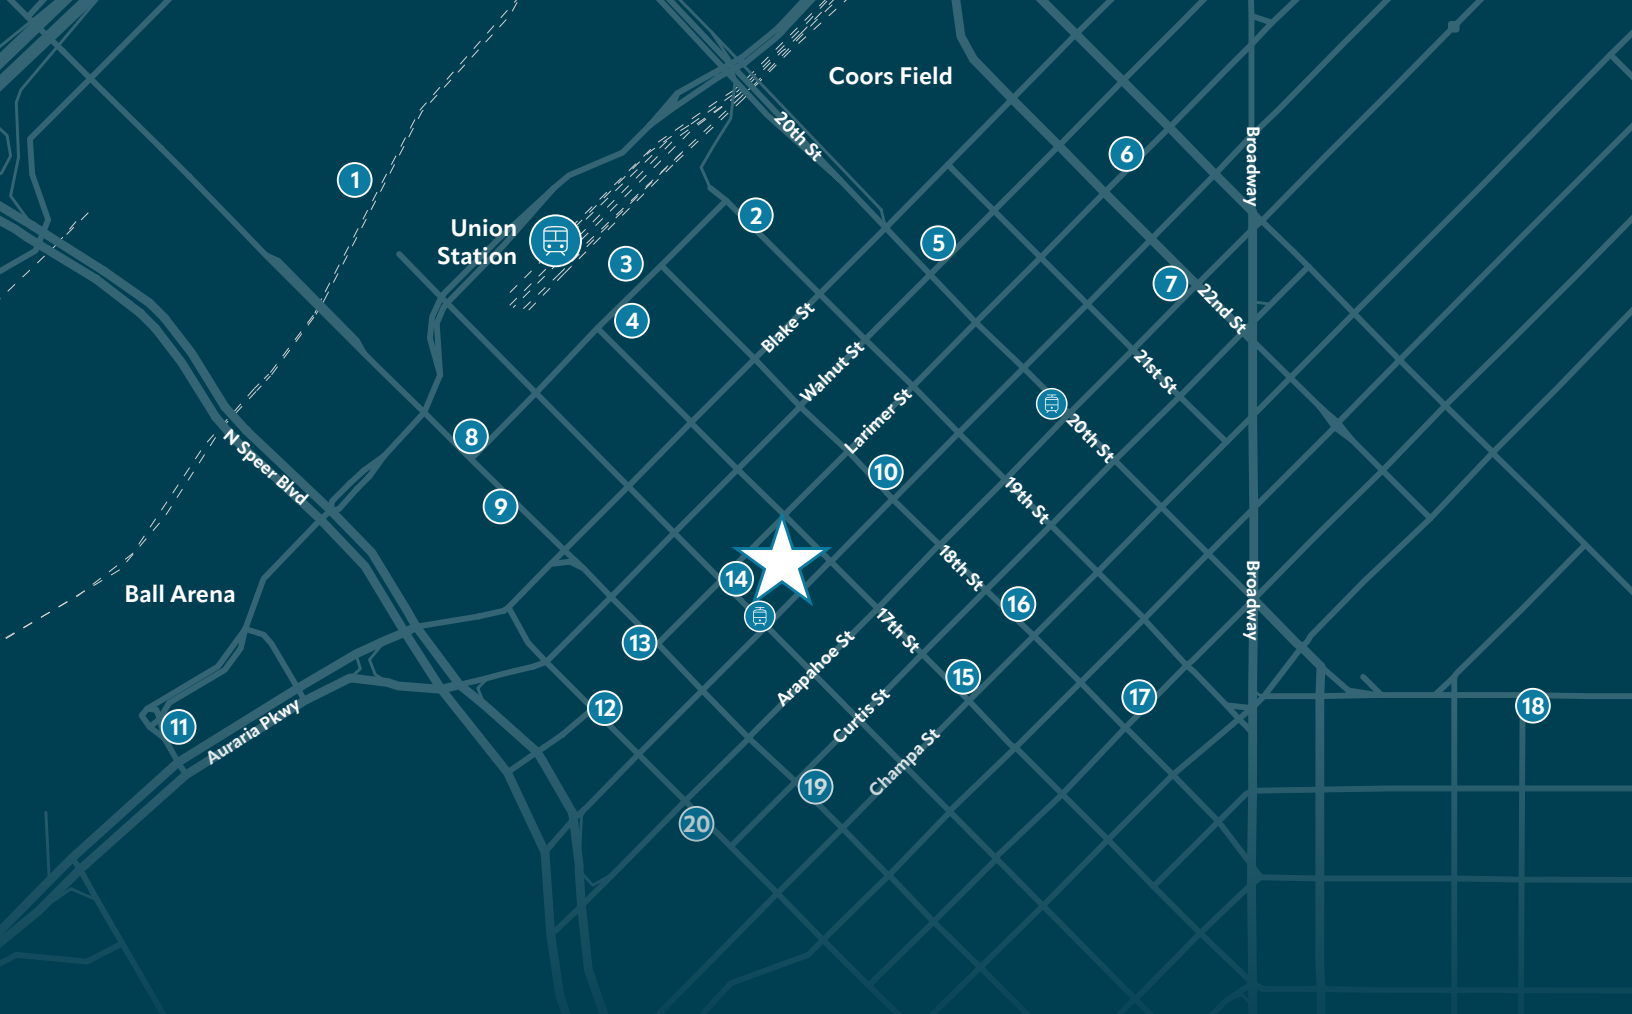 Coors Field
20th St
Broadway
6
1
2
Union
Station
5
3
7
22nd St
4
Blake St
Walnut St
21st St
Larimer St
20th St
8
N Speer Blvd
10
19th St
9
18th St
Broadway
14
Ball Arena
16
17th St
13
Arapahoe St
15
17
12
18
Curtis St
11
Auraria Pkwy
Champa St
19
20